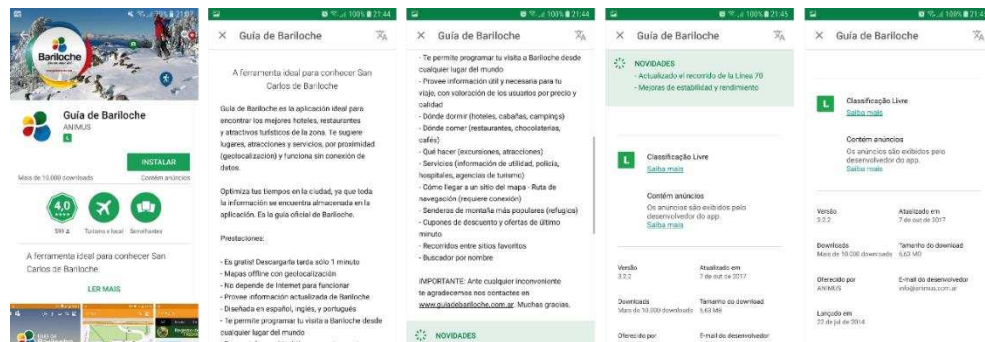 21:07
Bariloche
Guía de Bariloche
ANIMUS
L
INSTALAR
Mais de 10.000 downloads
Contém anúncios
4,0
Turismo e local
Semelhantes
A ferramenta ideal para conhecer San
Carlos de Bariloche.
LER MAIS
100% 21:44
Guía de Bariloche
A ferramenta ideal para conhecer San
Carlos de Bariloche
Guía de Bariloche es la aplicación ideal para
encontrar los mejores hoteles, restaurantes
y atractivos turísticos de la zona. Te sugiere
lugares, atracciones y servicios, por proximidad
(geolocalización) y funciona sin conexión de
datos.
Optimiza tus tiempos en la ciudad, ya que toda
la información se encuentra almacenada en la
aplicación. Es la guía oficial de Bariloche.
Prestaciones:
- Es gratis! Descargarla tarda sólo 1 minuto
- Mapas offline con geolocalización
- No depende de Internet para funcionar
- Provee información actualizada de Bariloche
- Diseñada en español, inglés, y portugués
- Te permite programar tu visita a Bariloche desde
cualquier lugar del mundo
100% 21:44
Guía de Bariloche
- Te permite programar tu visita a Bariloche desde
cualquier lugar del mundo
- Provee información útil y necesaria para tu
viaje, con valoración de los usuarios por precio y
calidad
- Dónde dormir (hoteles, cabañas, campings)
- Dónde comer (restaurantes, chocolaterías,
cafés)
- Qué hacer (excursiones, atracciones)
- Servicios (información de utilidad, policía,
hospitales, agencias de turismo)
- Cómo llegar a un sitio del mapa - Ruta de
navegación (requiere conexión)
- Senderos de montaña más populares (refugios)
- Cupones de descuento y ofertas de último
minuto
- Recorridos entre sitios favoritos
- Buscador por nombre
IMPORTANTE: Ante cualquier inconveniente
te agradecemos nos contactes en
www.guiadebariloche.com.ar. Muchas gracias.
NOVIDADES
100% 21:45
Guía de Bariloche
NOVIDADES
- Actualizado el recorrido de la Línea 70
- Mejoras de estabilidad y rendimiento
L
Classificação Livre
Saiba mais
Contém anúncios
Os anúncios são exibidos pelo
desenvolvedor do app.
Saiba mais
Versão
3.2.2
Atualizado em
7 de out de 2017
Downloads
Mais de 10.000 downloads
Tamanho do download
6,63 MB
Oferecido por
E-mail do desenvolvedor
100% 21:45
Guía de Bariloche
L
Classificação Livre
Saiba mais
Contém anúncios
Os anúncios são exibidos pelo
desenvolvedor do app.
Saiba mais
Versão
3.2.2
Atualizado em
7 de out de 2017
Downloads
Mais de 10.000 downloads
Tamanho do download
6,63 MB
Oferecido por
ANIMUS
E-mail do desenvolvedor
info@animus.com.ar
Lançado em
22 de jul de 2014